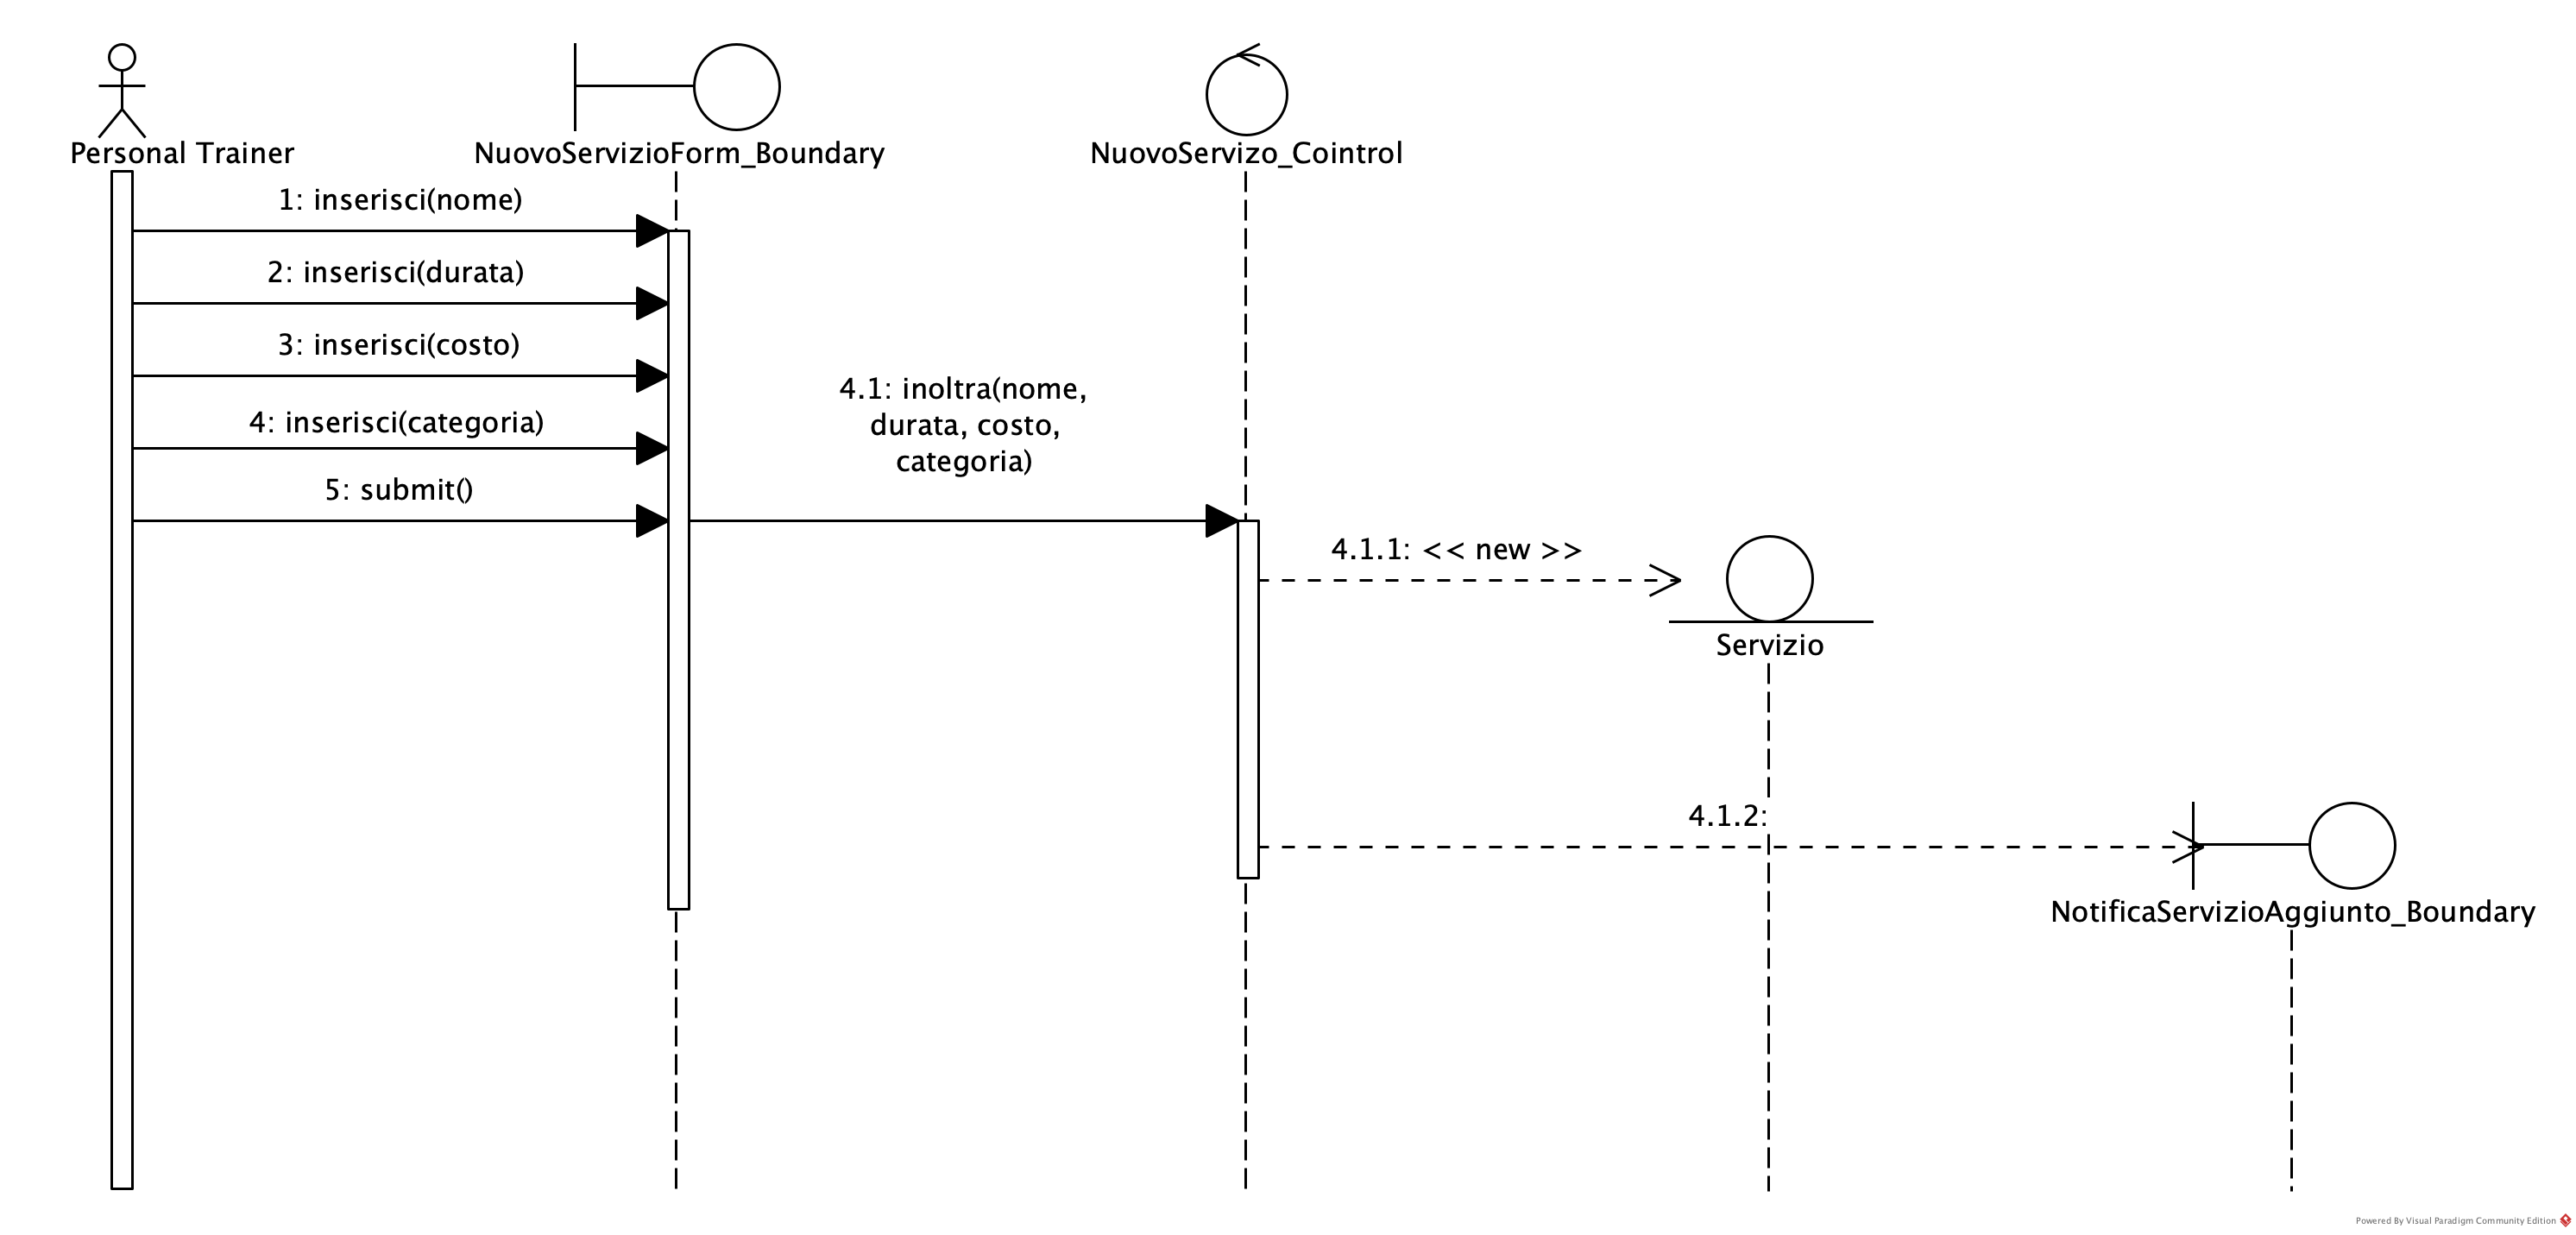 Personal Trainer
NuovoServizioForm_Boundary
NuovoServizo_Cointrol
1: inserisci(nome)
2: inserisci(durata)
3: inserisci(costo)
4: inserisci(categoria)
5: submit()
4.1: inoltra(nome,
durata, costo,
categoria)
4.1.1: << new >>
Servizio
4.1.2:
NotificaServizioAggiunto_Boundary
Powered By Visual Paradigm Community Edition